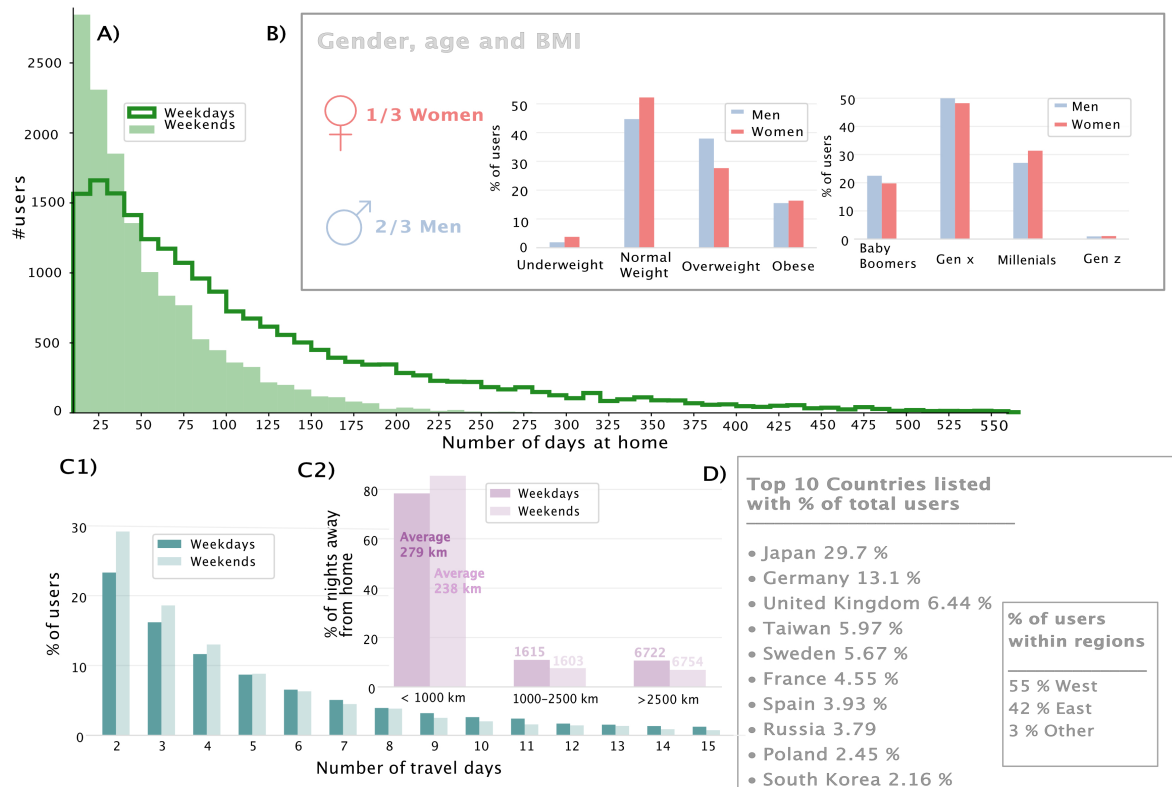 A)
2500
2000
1500
1000
500
0
#users
Weekdays
Weekends
25 50 75 100 125 150 175 200 225 250 275 300 325 350 375 400 425 450 475 500 525 550
Number of days at home
B)
Gender, age and BMI
1/3 Women
2/3 Men
50
40
30
20
10
0
% of users
Men
Women
Underweight
Normal
Weight
Overweight
Obese
50
40
30
20
10
0
% of users
Men
Women
Baby
Boomers
Gen x
Millenials
Gen z
C1)
30
20
10
0
% of users
Weekdays
Weekends
2 3 4 5 6 7 8 9 10 11 12 13 14 15
Number of travel days
C2)
80
60
40
20
0
% of nights away
from home
Weekdays
Weekends
Average
279 km
Average
238 km
1615
1603
6722
6754
< 1000 km
1000–2500 km
>2500 km
D)
Top 10 Countries listed
with % of total users
• Japan 29.7 %
• Germany 13.1 %
• United Kingdom 6.44 %
• Taiwan 5.97 %
• Sweden 5.67 %
• France 4.55 %
• Spain 3.93 %
• Russia 3.79
• Poland 2.45 %
• South Korea 2.16 %
% of users
within regions
55 % West
42 % East
3 % Other